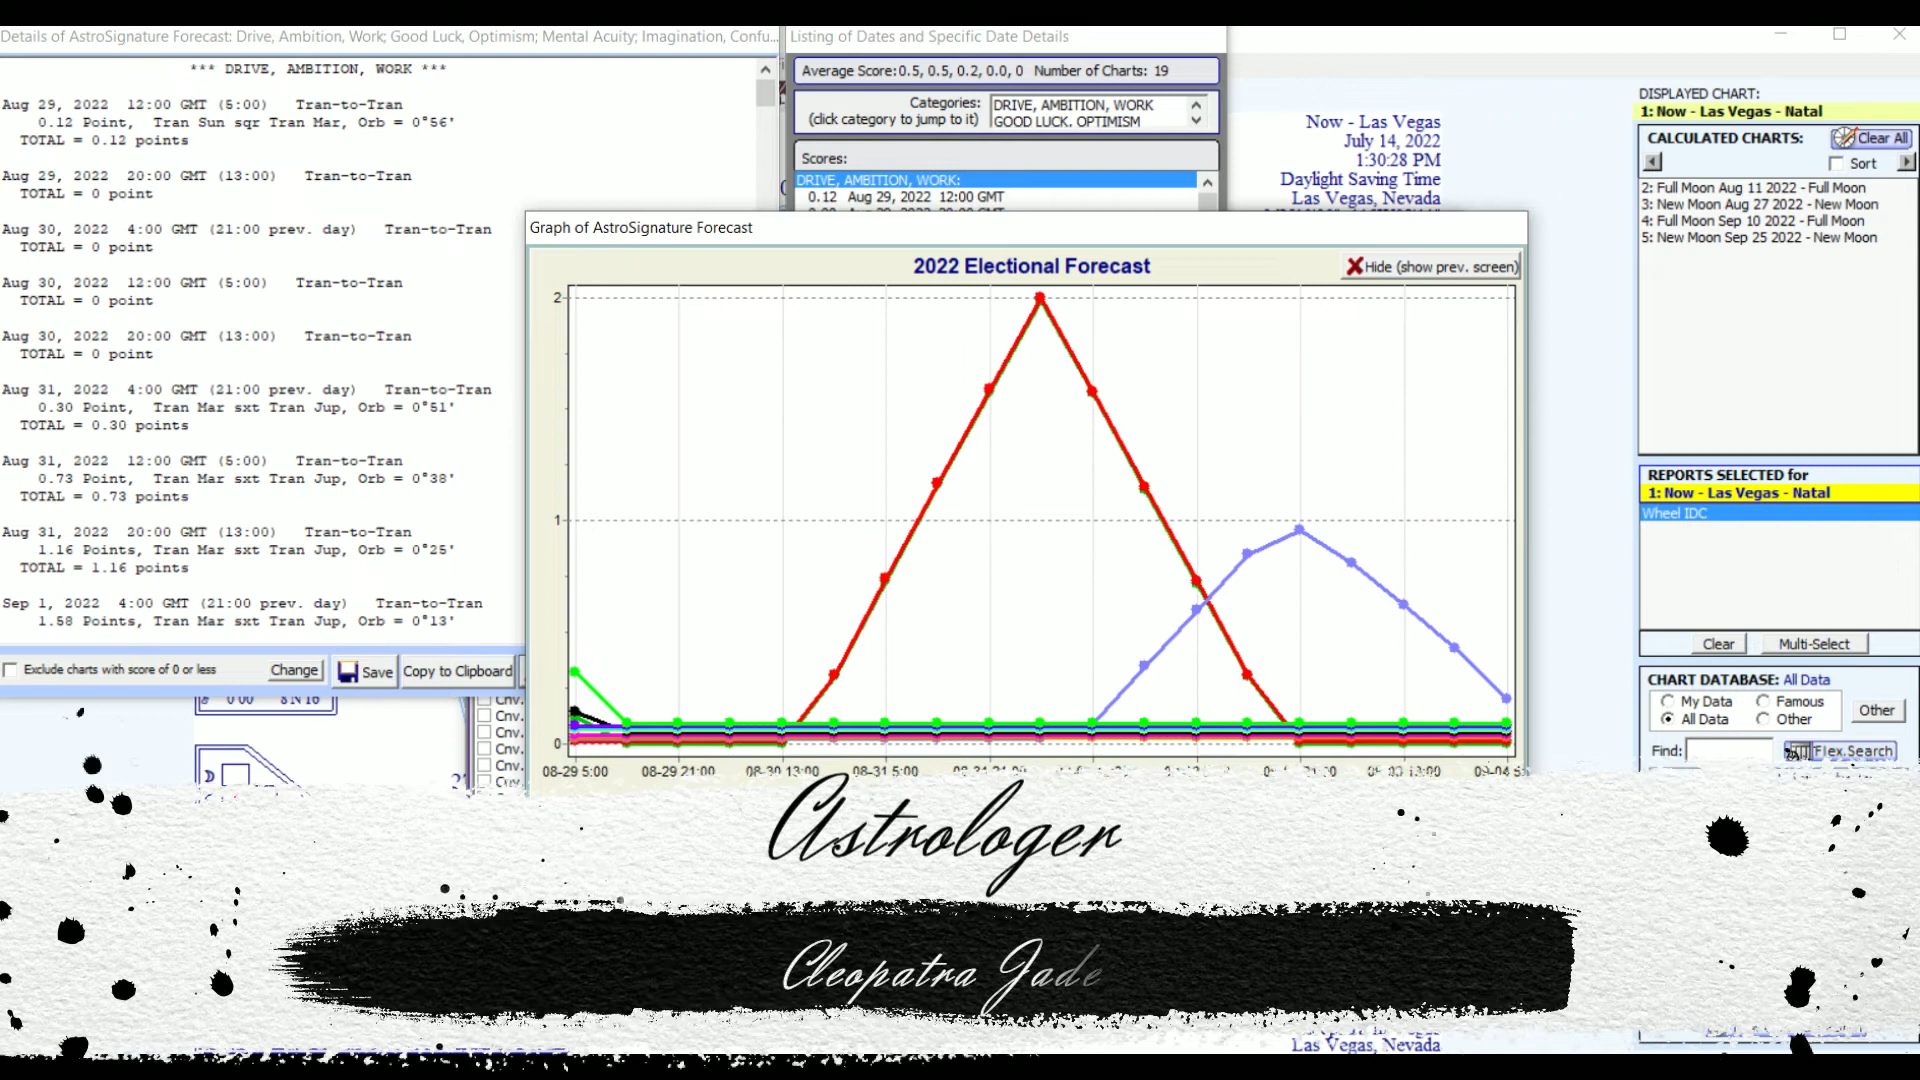 Details of AstroSignature Forecast: Drive, Ambition, Work; Good Luck, Optimism; Mental Acuity; Imagination, Confu...
*** DRIVE, AMBITION, WORK ***
Aug 29, 2022 12:00 GMT (5:00) Tran-to-Tran
0.12 Point, Tran Sun sqr Tran Mar, Orb = 0°56'
TOTAL = 0.12 points
Aug 29, 2022 20:00 GMT (13:00) Tran-to-Tran
TOTAL = 0 point
Aug 30, 2022 4:00 GMT (21:00 prev. day) Tran-to-Tran
TOTAL = 0 point
Aug 30, 2022 12:00 GMT (5:00) Tran-to-Tran
TOTAL = 0 point
Aug 30, 2022 20:00 GMT (13:00) Tran-to-Tran
TOTAL = 0 point
Aug 31, 2022 4:00 GMT (21:00 prev. day) Tran-to-Tran
0.30 Point, Tran Mar sxt Tran Jup, Orb = 0°51'
TOTAL = 0.30 points
Aug 31, 2022 12:00 GMT (5:00) Tran-to-Tran
0.73 Point, Tran Mar sxt Tran Jup, Orb = 0°38'
TOTAL = 0.73 points
Aug 31, 2022 20:00 GMT (13:00) Tran-to-Tran
1.16 Points, Tran Mar sxt Tran Jup, Orb = 0°25'
TOTAL = 1.16 points
Sep 1, 2022 4:00 GMT (21:00 prev. day) Tran-to-Tran
1.58 Points, Tran Mar sxt Tran Jup, Orb = 0°13'
Exclude charts with score of 0 or less
Change
Save
Copy to Clipboard
Listing of Dates and Specific Date Details
Average Score: 0.5, 0.5, 0.2, 0.0, 0 Number of Charts: 19
Categories:
(click category to jump to it)
DRIVE, AMBITION, WORK
GOOD LUCK, OPTIMISM
Scores:
DRIVE, AMBITION, WORK:
0.12 Aug 29, 2022 12:00 GMT
Now - Las Vegas
July 14, 2022
1:30:28 PM
Daylight Saving Time
Las Vegas, Nevada
Graph of AstroSignature Forecast
2022 Electional Forecast
Hide (show prev. screen)
2
1
0
08-29 5:00
08-29 21:00
08-30 13:00
08-31 5:00
DISPLAYED CHART:
1: Now - Las Vegas - Natal
CALCULATED CHARTS:
Clear All
Sort
2: Full Moon Aug 11 2022 - Full Moon
3: New Moon Aug 27 2022 - New Moon
4: Full Moon Sep 10 2022 - Full Moon
5: New Moon Sep 25 2022 - New Moon
REPORTS SELECTED for
1: Now - Las Vegas - Natal
Wheel IDC
Clear
Multi-Select
CHART DATABASE: All Data
My Data
Famous
All Data
Other
Other
Find:
Flex.Search
Cnv.
Cnv.
Cnv.
Cnv.
Cnv.
Cnv.
Astrologer
Cleopatra Jade
Las Vegas, Nevada